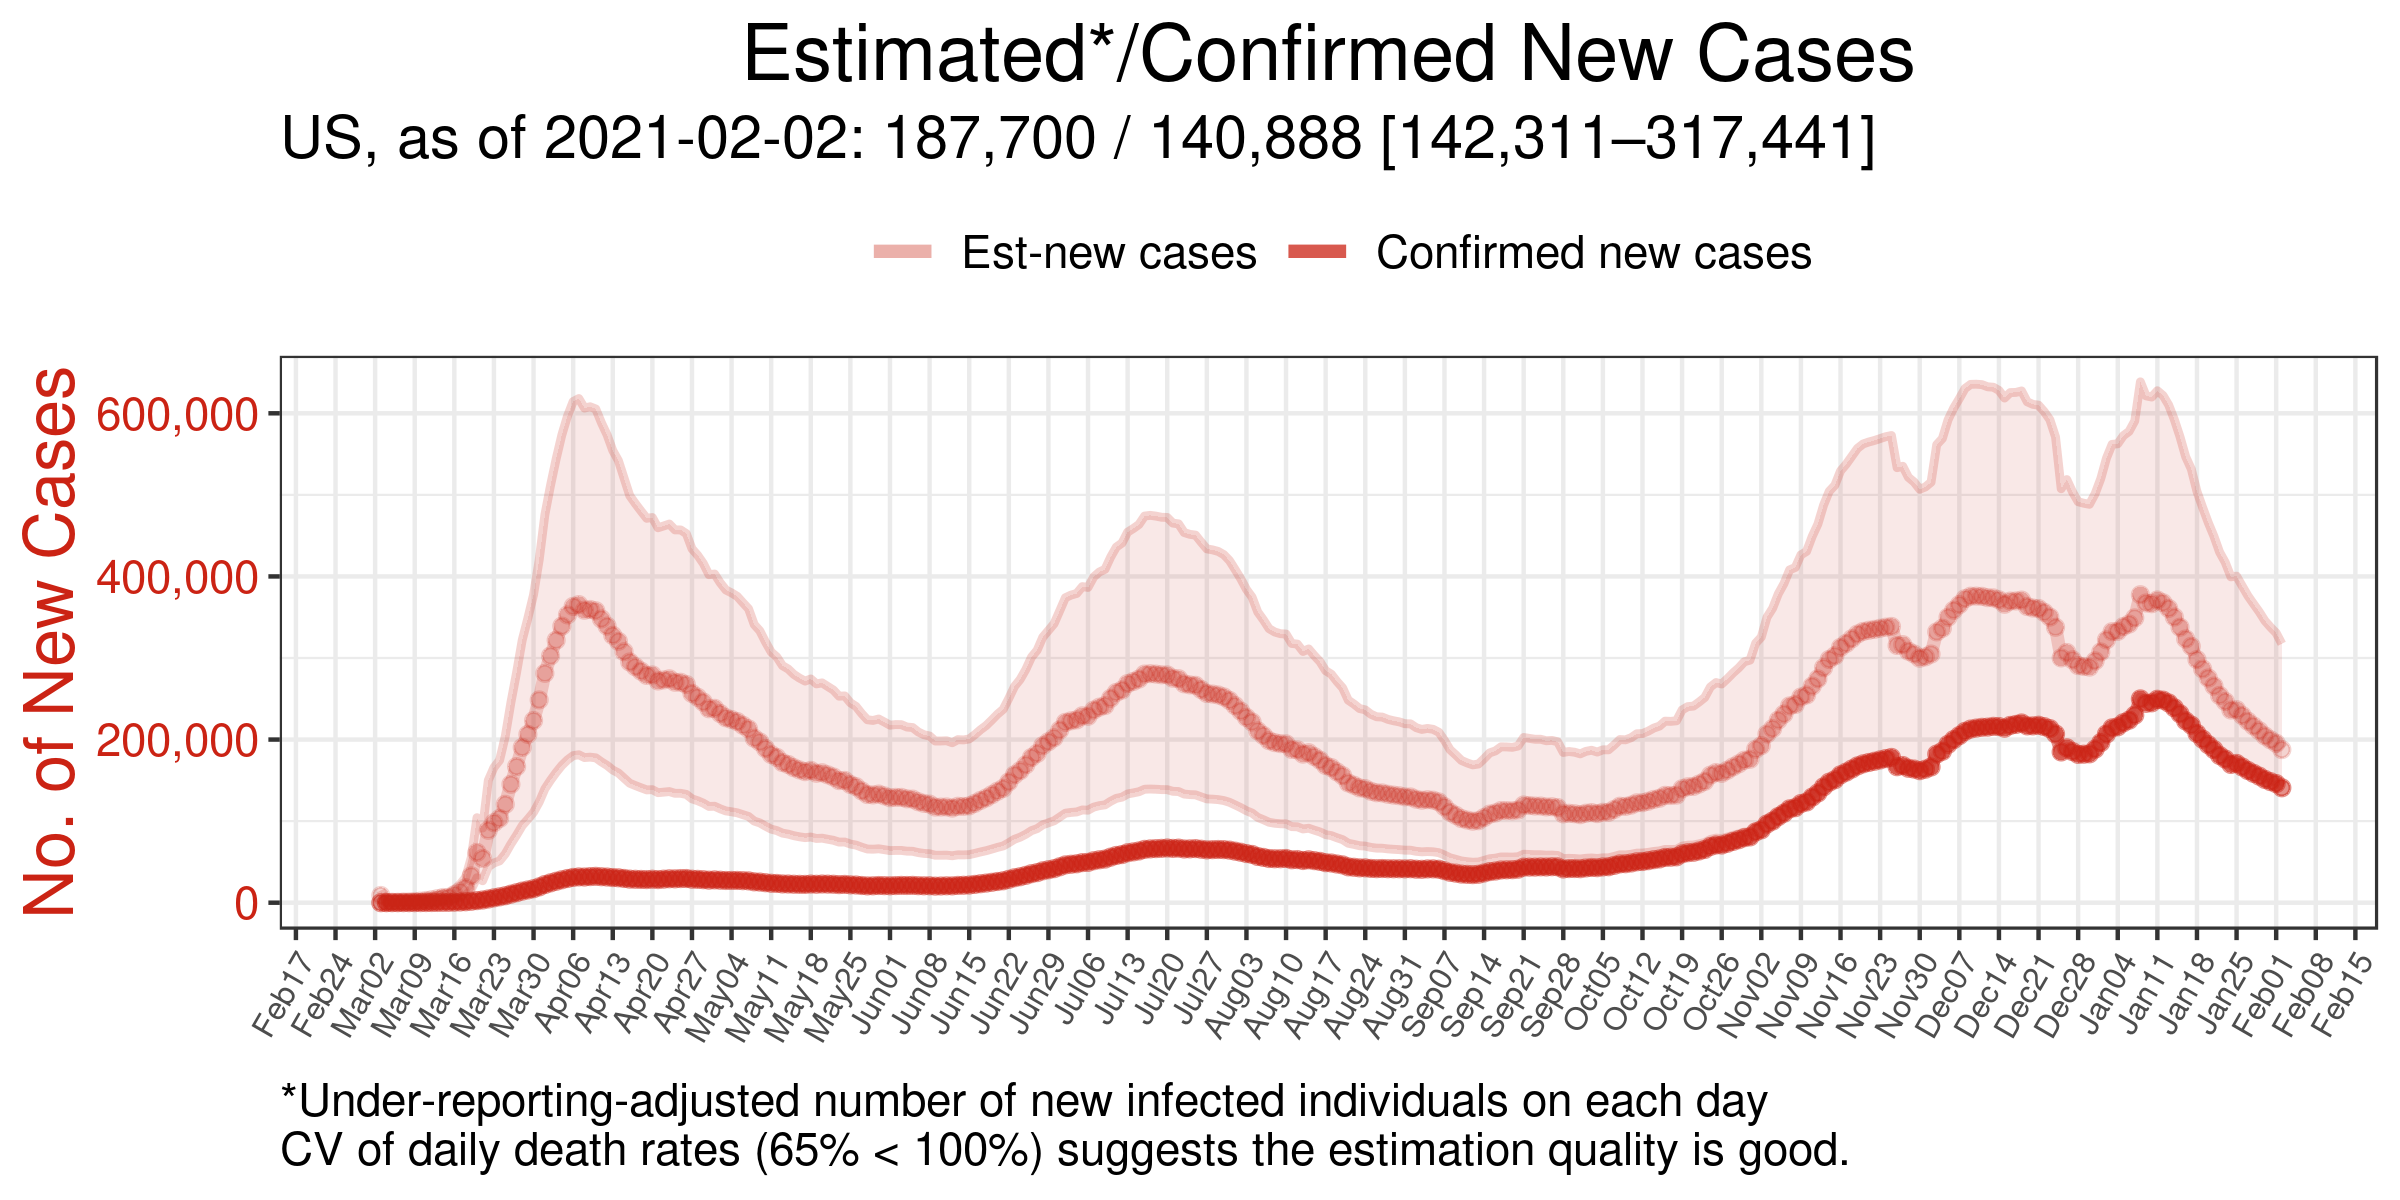 Estimated*/Confirmed New Cases
US, as of 2021-02-02: 187,700 / 140,888 [142,311–317,441]
Est-new cases
Confirmed new cases
No. of New Cases
600,000
400,000
200,000
0
Feb17
Feb24
Mar02
Mar09
Mar16
Mar23
Mar30
Apr06
Apr13
Apr20
Apr27
May04
May11
May18
May25
Jun01
Jun08
Jun15
Jun22
Jun29
Jul06
Jul13
Jul20
Jul27
Aug03
Aug10
Aug17
Aug24
Aug31
Sep07
Sep14
Sep21
Sep28
Oct05
Oct12
Oct19
Oct26
Nov02
Nov09
Nov16
Nov23
Nov30
Dec07
Dec14
Dec21
Dec28
Jan04
Jan11
Jan18
Jan25
Feb01
Feb08
Feb15
*Under-reporting-adjusted number of new infected individuals on each day
CV of daily death rates (65% < 100%) suggests the estimation quality is good.